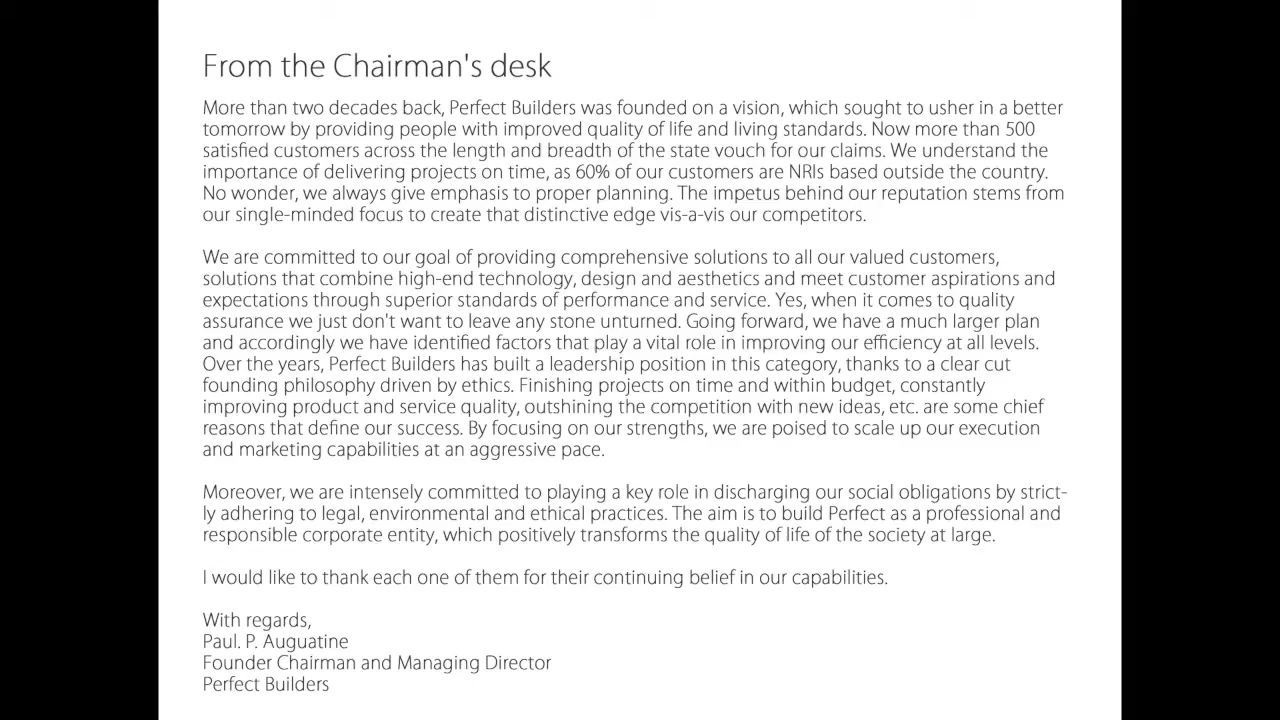 From the Chairman's desk
More than two decades back, Perfect Builders was founded on a vision, which sought to usher in a better
tomorrow by providing people with improved quality of life and living standards. Now more than 500
satisfied customers across the length and breadth of the state vouch for our claims. We understand the
importance of delivering projects on time, as 60% of our customers are NRIs based outside the country.
No wonder, we always give emphasis to proper planning. The impetus behind our reputation stems from
our single-minded focus to create that distinctive edge vis-a-vis our competitors.
We are committed to our goal of providing comprehensive solutions to all our valued customers,
solutions that combine high-end technology, design and aesthetics and meet customer aspirations and
expectations through superior standards of performance and service. Yes, when it comes to quality
assurance we just don't want to leave any stone unturned. Going forward, we have a much larger plan
and accordingly we have identified factors that play a vital role in improving our efficiency at all levels.
Over the years, Perfect Builders has built a leadership position in this category, thanks to a clear cut
founding philosophy driven by ethics. Finishing projects on time and within budget, constantly
improving product and service quality, outshining the competition with new ideas, etc. are some chief
reasons that define our success. By focusing on our strengths, we are poised to scale up our execution
and marketing capabilities at an aggressive pace.
Moreover, we are intensely committed to playing a key role in discharging our social obligations by strict-
ly adhering to legal, environmental and ethical practices. The aim is to build Perfect as a professional and
responsible corporate entity, which positively transforms the quality of life of the society at large.
I would like to thank each one of them for their continuing belief in our capabilities.
With regards,
Paul. P. Auguatine
Founder Chairman and Managing Director
Perfect Builders